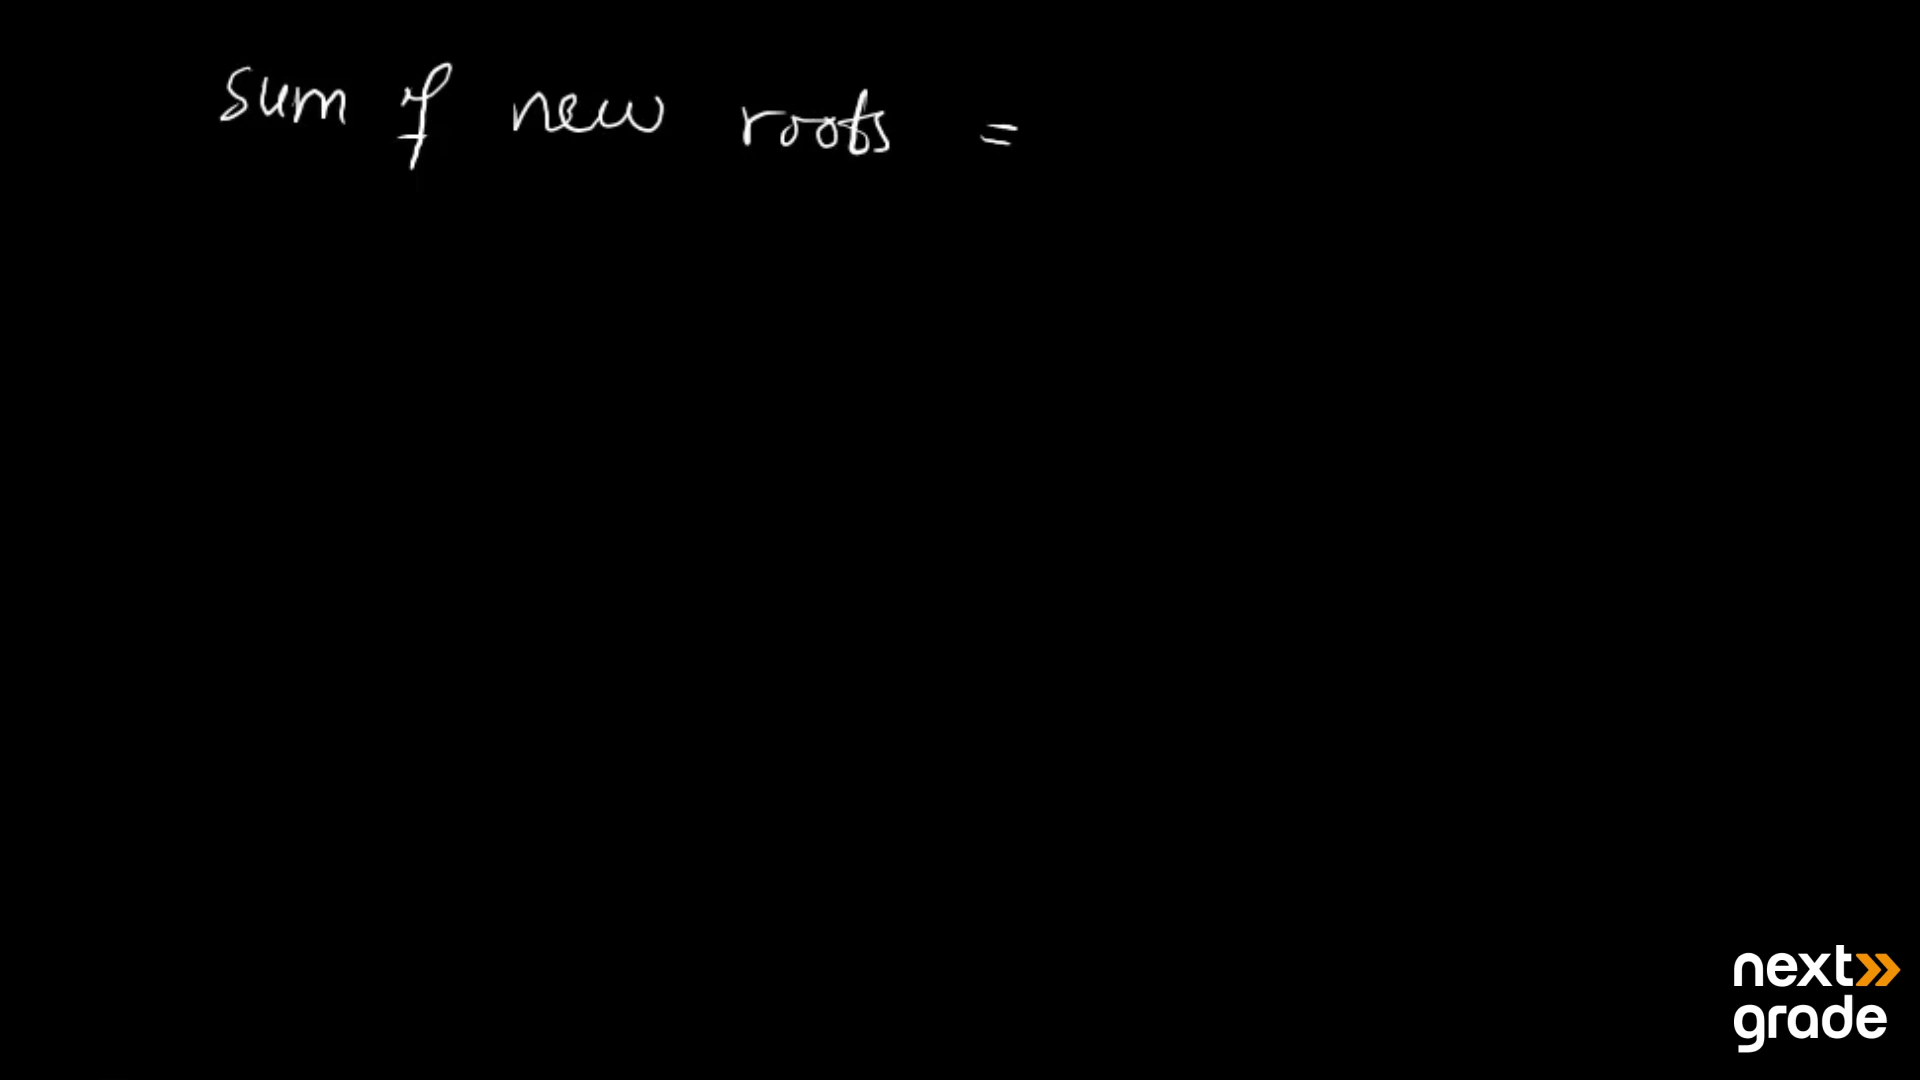 sum of new roots =
next
grade